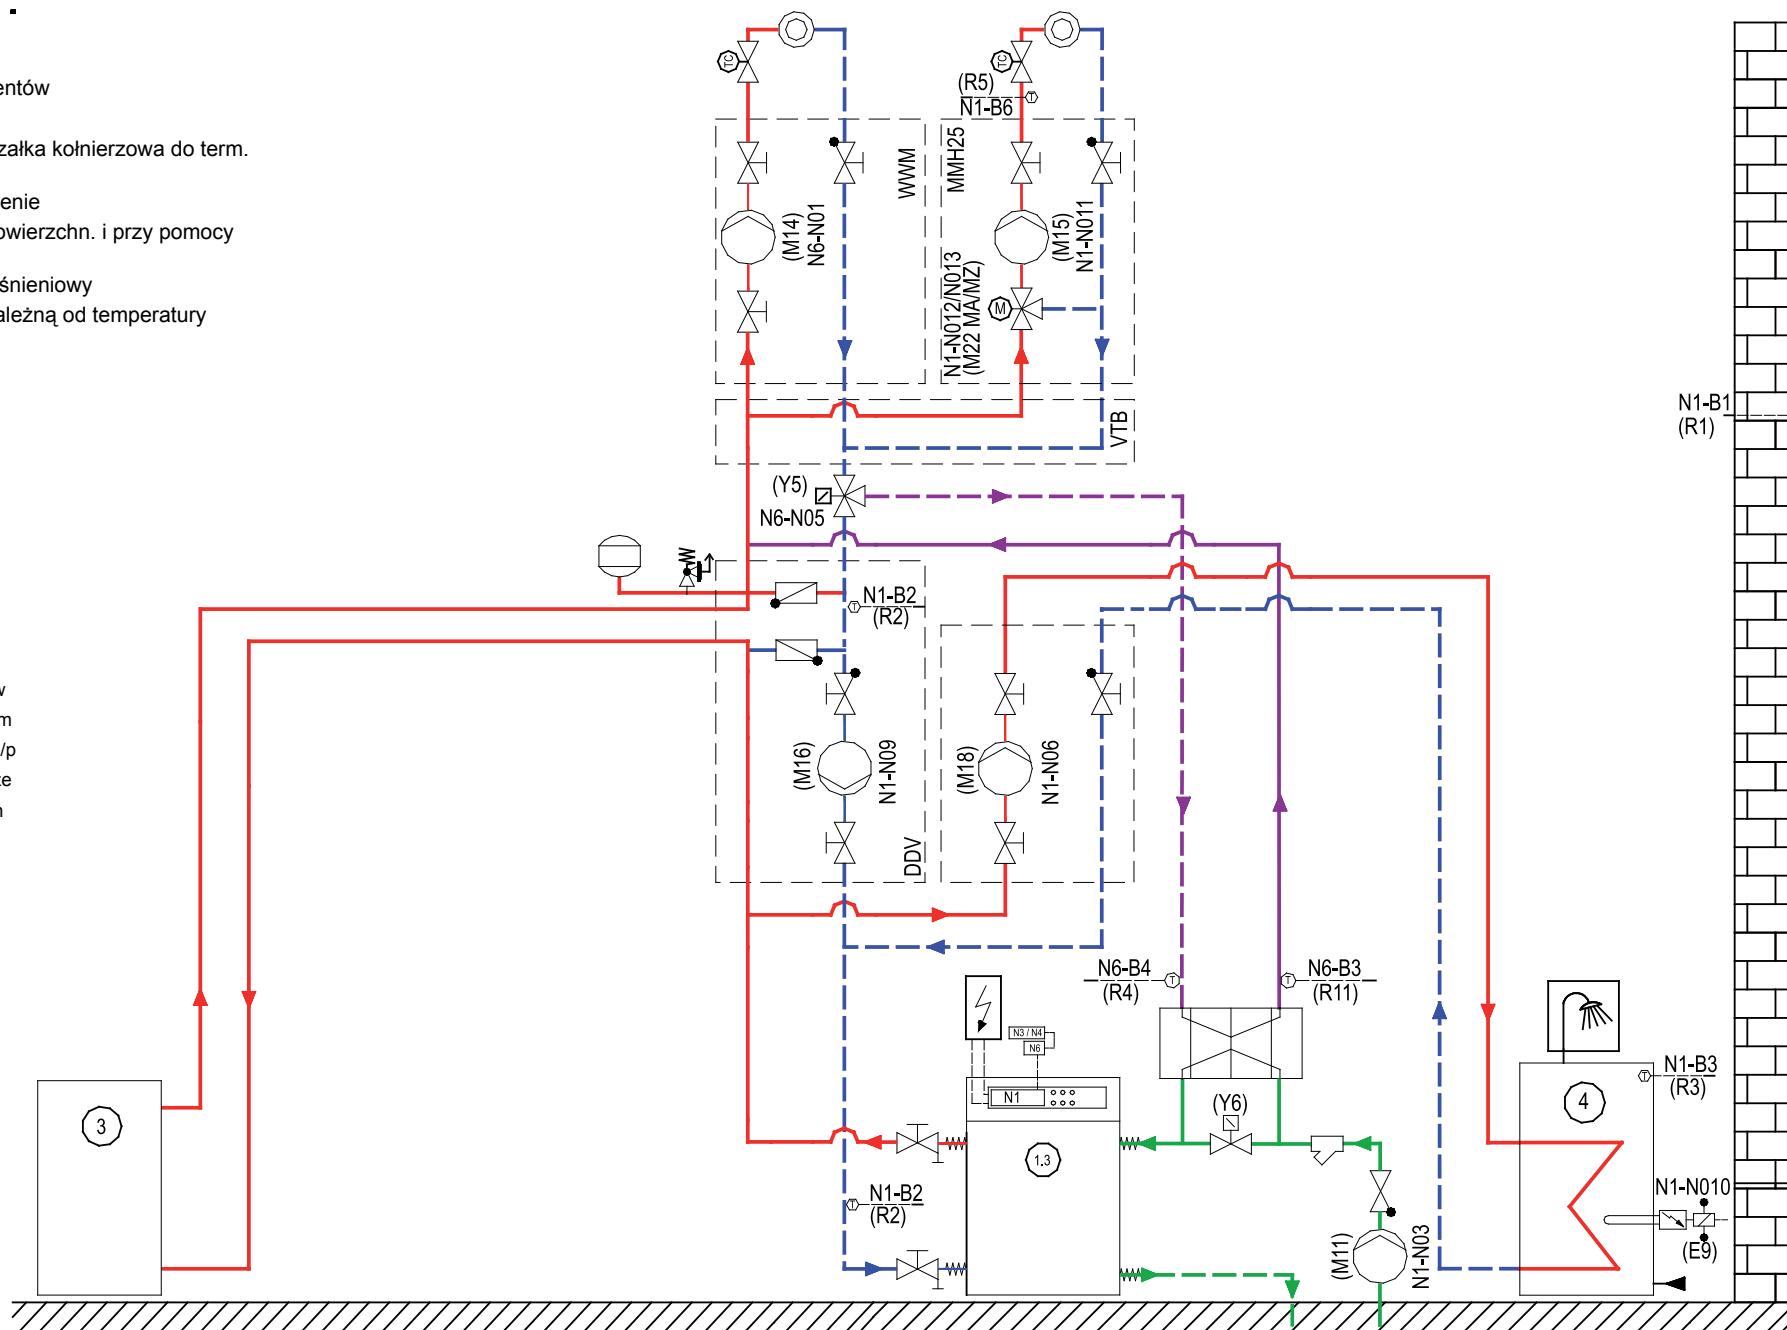 entów
załka kołnierzowa do term.
enie
owierzchn. i przy pomocy
śnieniowy
ależną od temperatury
w
m
/p
te
n
TC
TC
(R5)
N1-B6
WWM
MMH25
(M14)
N6-N01
(M15)
N1-N011
N1-N012/N013
(M22 MA/MZ)
M
VTB
N1-B1
(R1)
(Y5)
N6-N05
T
N1-B2
(R2)
(M16)
N1-N09
DDV
(M18)
N1-N06
N6-B4
(R4)
T
T
N6-B3
(R11)
N3 / N4
N6
N1
1.3
(Y6)
T
N1-B2
(R2)
(M11)
N1-N03
3
4
T
N1-B3
(R3)
N1-N010
(E9)